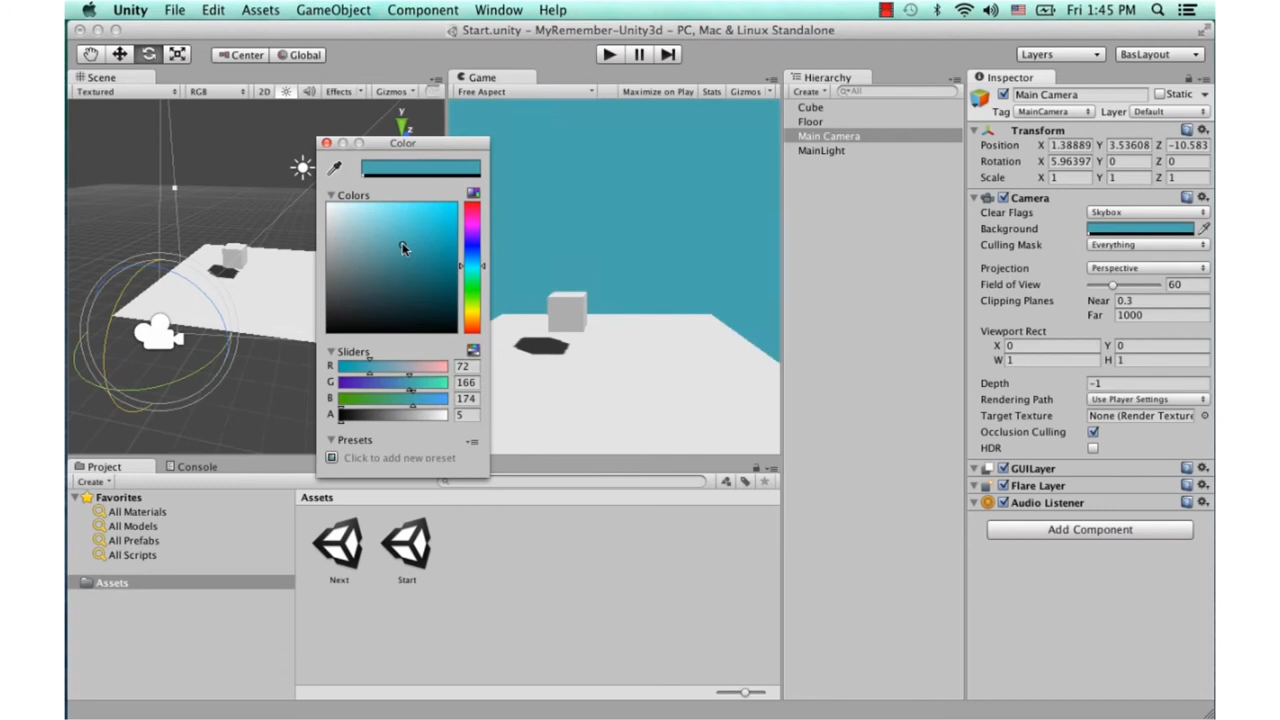 Unity File Edit Assets GameObject Component Window Help Fri 1:45 PM
Start.unity - MyRemember-Unity3d - PC, Mac & Linux Standalone
Center Global Layers BasLayout
Scene
Textured RGB 2D Effects Gizmos
y
z
Game
Free Aspect Maximize on Play Stats Gizmos
Color
Colors
Sliders
R 72
G 166
B 174
A 5
Presets
Click to add new preset
Hierarchy
Create All
Cube
Floor
Main Camera
MainLight
Inspector
Main Camera Static
Tag MainCamera Layer Default
Transform
Position X 1.38889 Y 3.53608 Z -10.583
Rotation X 5.96397 Y 0 Z 0
Scale X 1 Y 1 Z 1
Camera
Clear Flags Skybox
Background
Culling Mask Everything
Projection Perspective
Field of View 60
Clipping Planes Near 0.3
Far 1000
Viewport Rect
X 0 Y 0
W 1 H 1
Depth -1
Rendering Path Use Player Settings
Target Texture None (Render Texture
Occlusion Culling
HDR
GUILayer
Flare Layer
Audio Listener
Add Component
Project Console
Create
Favorites
All Materials
All Models
All Prefabs
All Scripts
Assets
Assets
Next Start